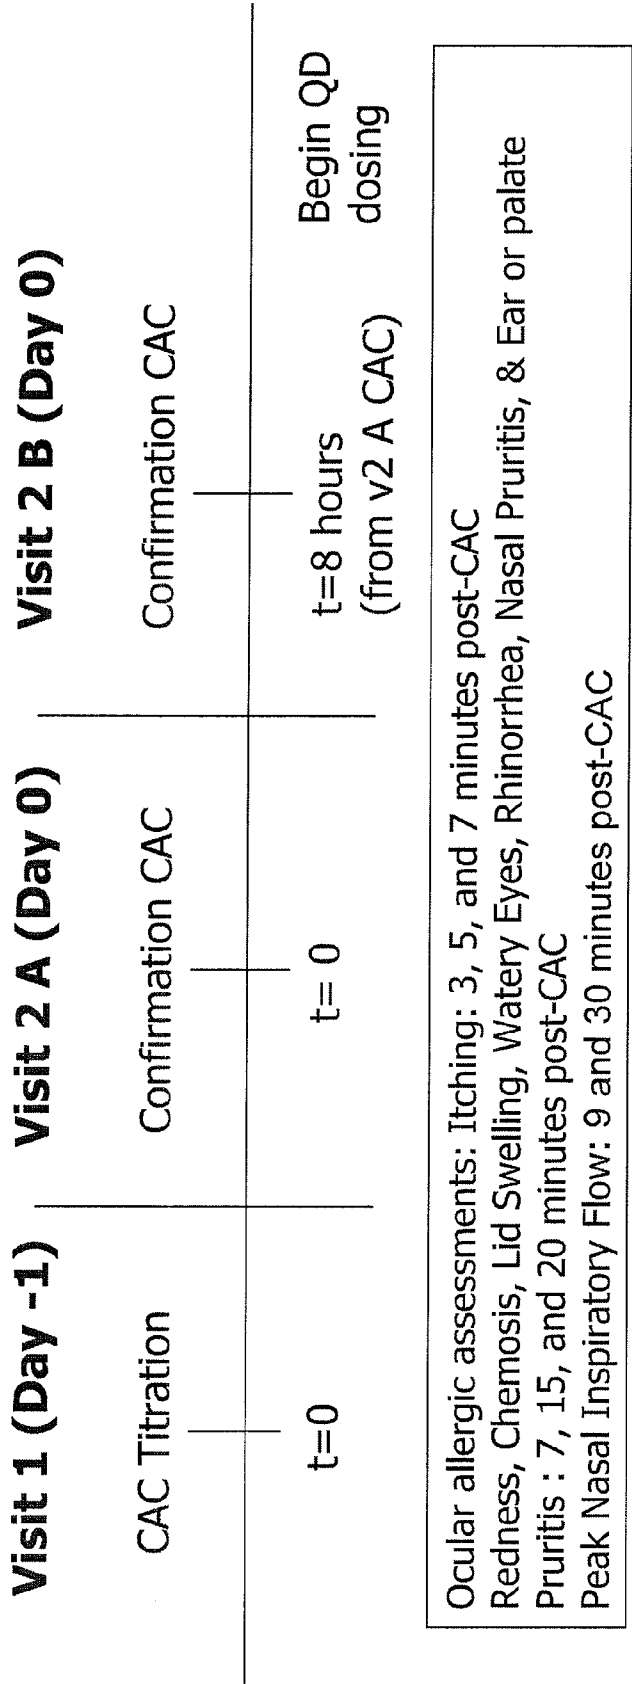 Visit 1 (Day -1)
CAC Titration
t=0
Visit 2 A (Day 0)
Confirmation CAC
t= 0
Visit 2 B (Day 0)
Confirmation CAC
t=8 hours
(from v2 A CAC)
Begin QD
dosing
Ocular allergic assessments: Itching: 3, 5, and 7 minutes post-CAC
Redness, Chemosis, Lid Swelling, Watery Eyes, Rhinorrhea, Nasal Pruritis, & Ear or palate
Pruritis : 7, 15, and 20 minutes post-CAC
Peak Nasal Inspiratory Flow: 9 and 30 minutes post-CAC